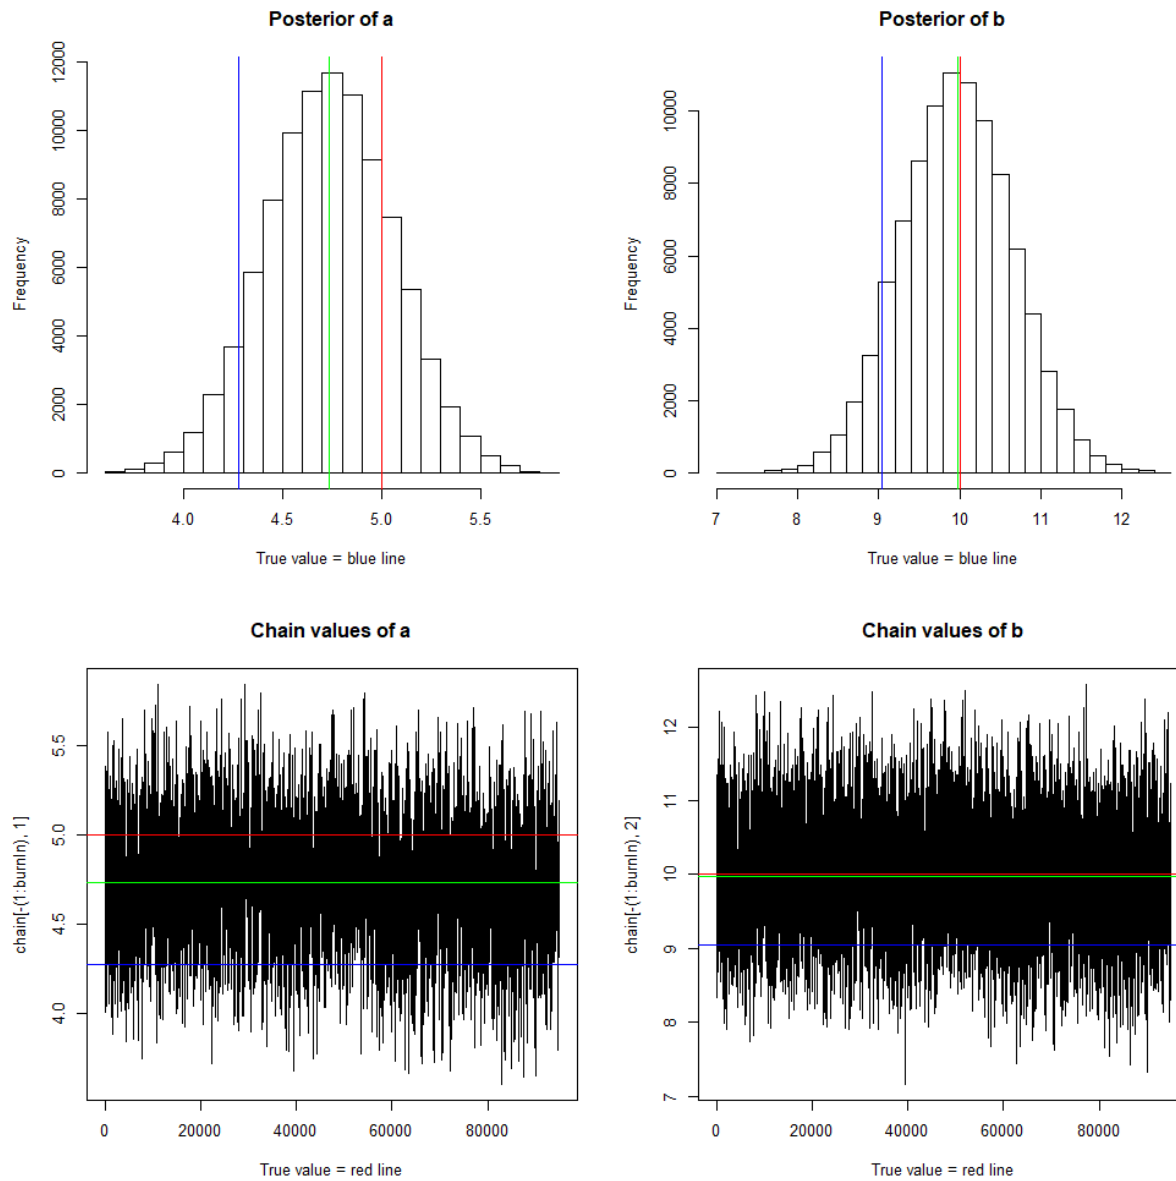 Posterior of a
Frequency
12000
10000
8000
6000
4000
2000
0
4.0 4.5 5.0 5.5
True value = blue line
Posterior of b
Frequency
10000
8000
6000
4000
2000
0
7 8 9 10 11 12
True value = blue line
Chain values of a
chain[-(1:burnIn), 1]
5.5
5.0
4.5
4.0
0 20000 40000 60000 80000
True value = red line
Chain values of b
chain[-(1:burnIn), 2]
12
11
10
9
8
7
0 20000 40000 60000 80000
True value = red line